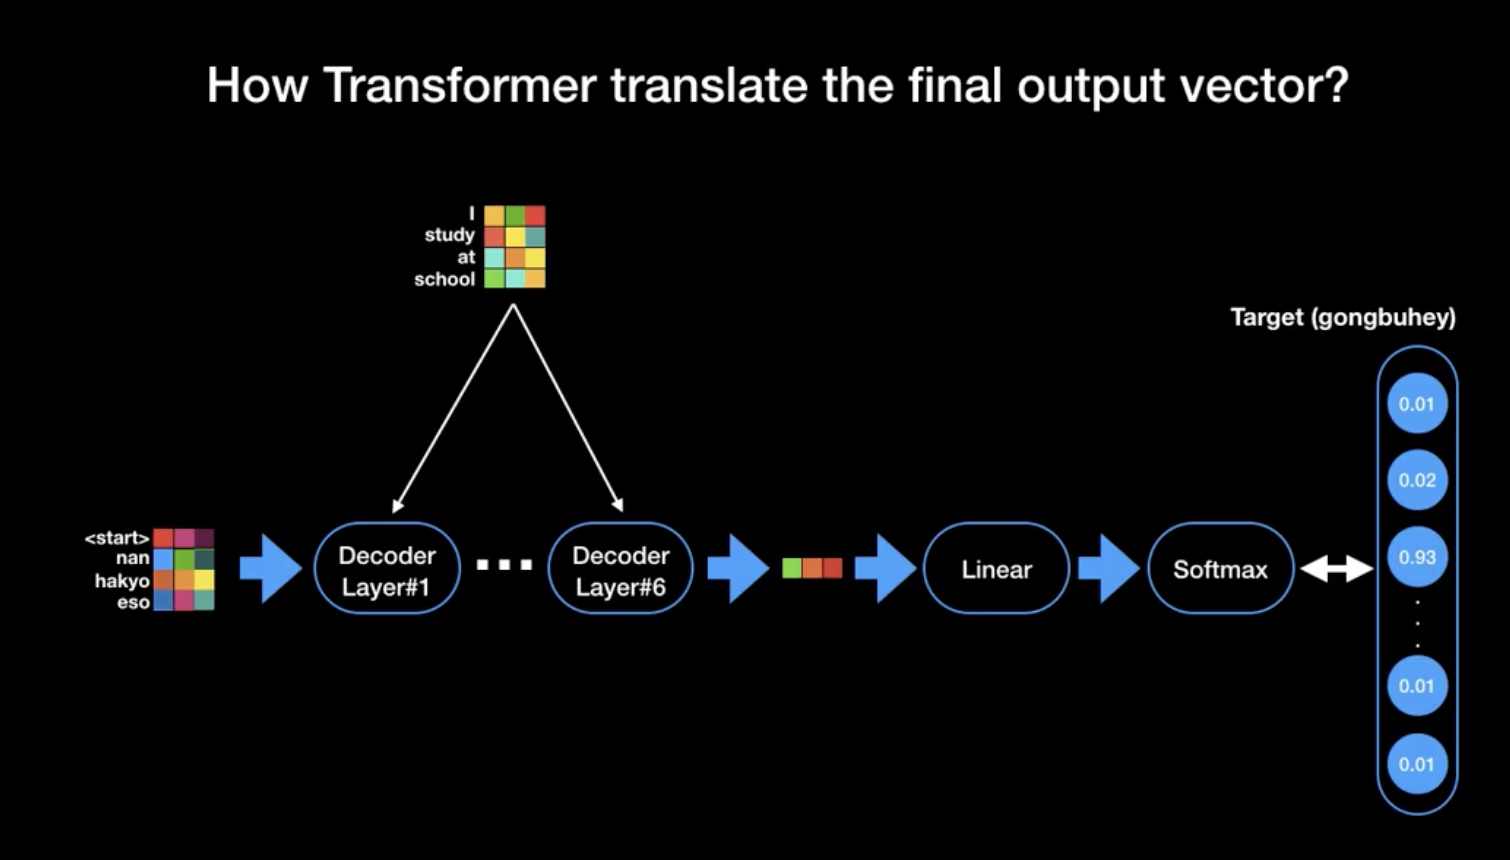 How Transformer translate the final output vector?
I
study
at
school
Target (gongbuhey)
0.01
0.02
0.93
.
.
.
0.01
0.01
<start>
nan
hakyo
eso
Decoder
Layer#1
...
Decoder
Layer#6
Linear
Softmax